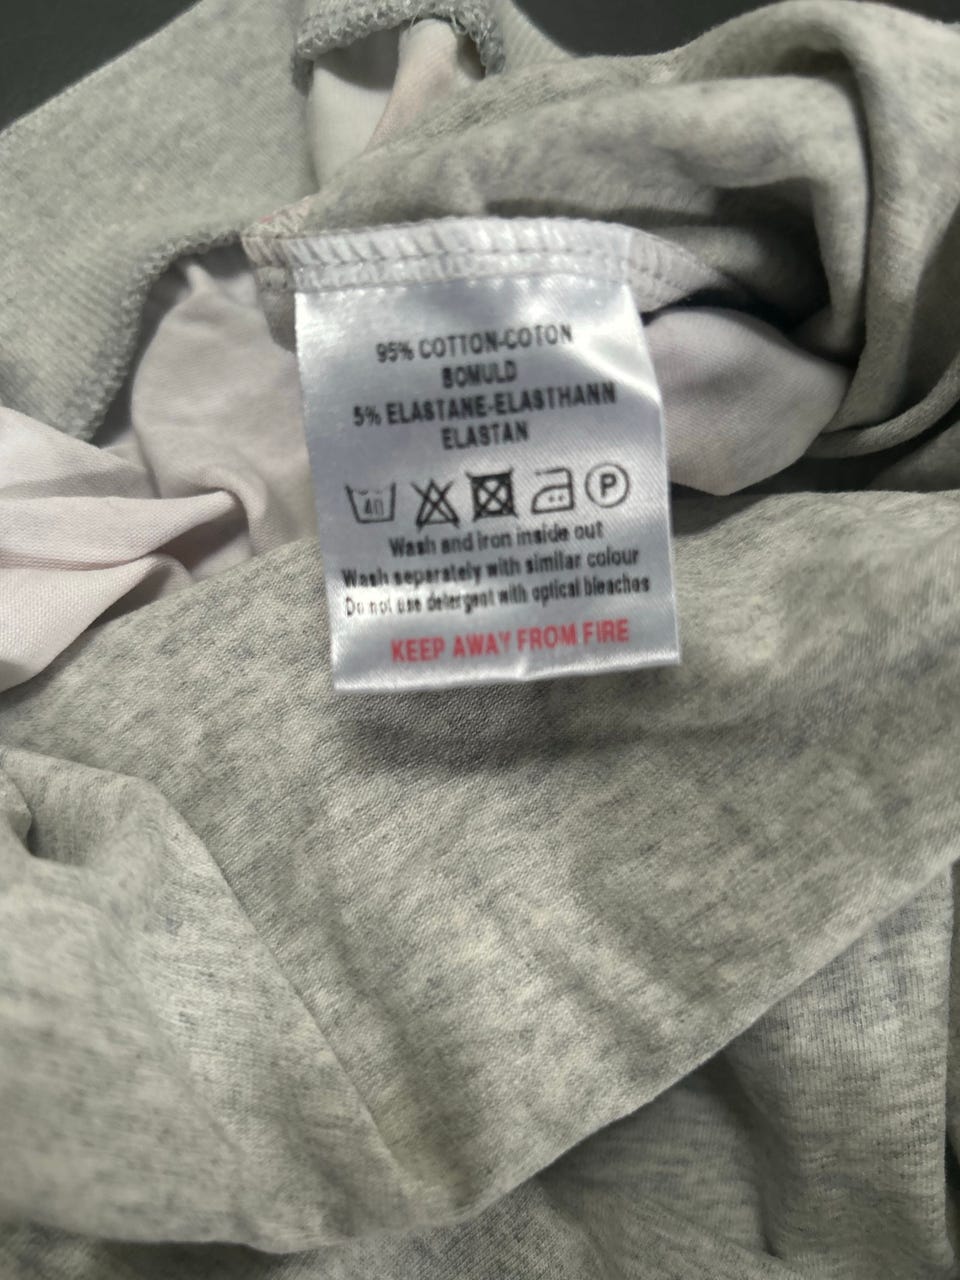 95% COTTON-COTON
BOMULD
5% ELASTANE-ELASTHANN
ELASTAN
40 P
Wash and iron inside out
Wash separately with similar colour
Do not use detergent with optical bleaches
KEEP AWAY FROM FIRE